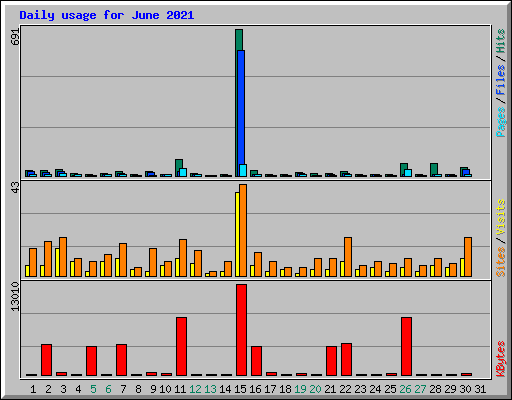 Daily usage for June 2021
691
Pages / Files / Hits
43
Sites / Visits
13010
KBytes
1 2 3 4 5 6 7 8 9 10 11 12 13 14 15 16 17 18 19 20 21 22 23 24 25 26 27 28 29 30 31